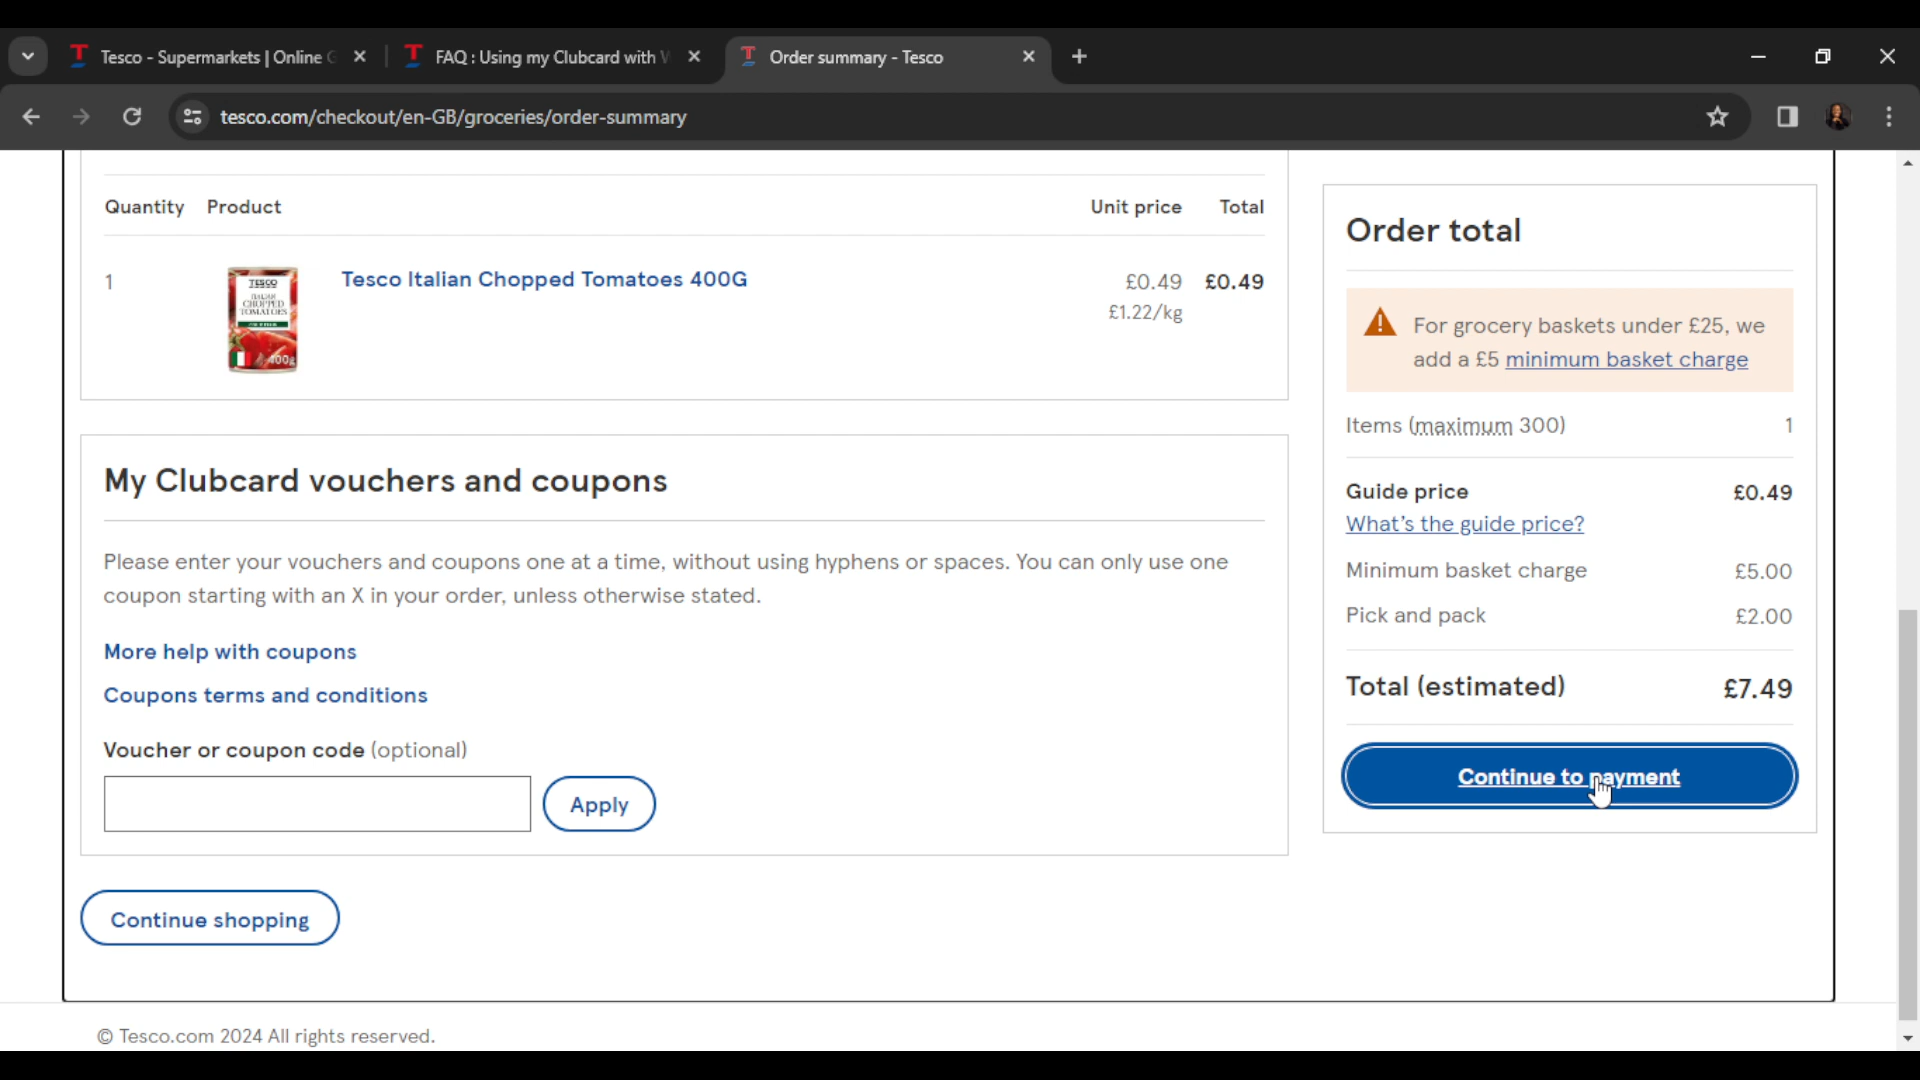 Tesco - Supermarkets | Online G
FAQ : Using my Clubcard with
Order summary - Tesco
tesco.com/checkout/en-GB/groceries/order-summary
Quantity Product Unit price Total
1 Tesco Italian Chopped Tomatoes 400G £0.49 £0.49
£1.22/kg
TESCO
ITALIAN
CHOPPED
TOMATOES
400g
My Clubcard vouchers and coupons
Please enter your vouchers and coupons one at a time, without using hyphens or spaces. You can only use one
coupon starting with an X in your order, unless otherwise stated.
More help with coupons
Coupons terms and conditions
Voucher or coupon code (optional)
Apply
Continue shopping
Order total
For grocery baskets under £25, we
add a £5 minimum basket charge
Items (maximum 300) 1
Guide price £0.49
What's the guide price?
Minimum basket charge £5.00
Pick and pack £2.00
Total (estimated) £7.49
Continue to payment
© Tesco.com 2024 All rights reserved.